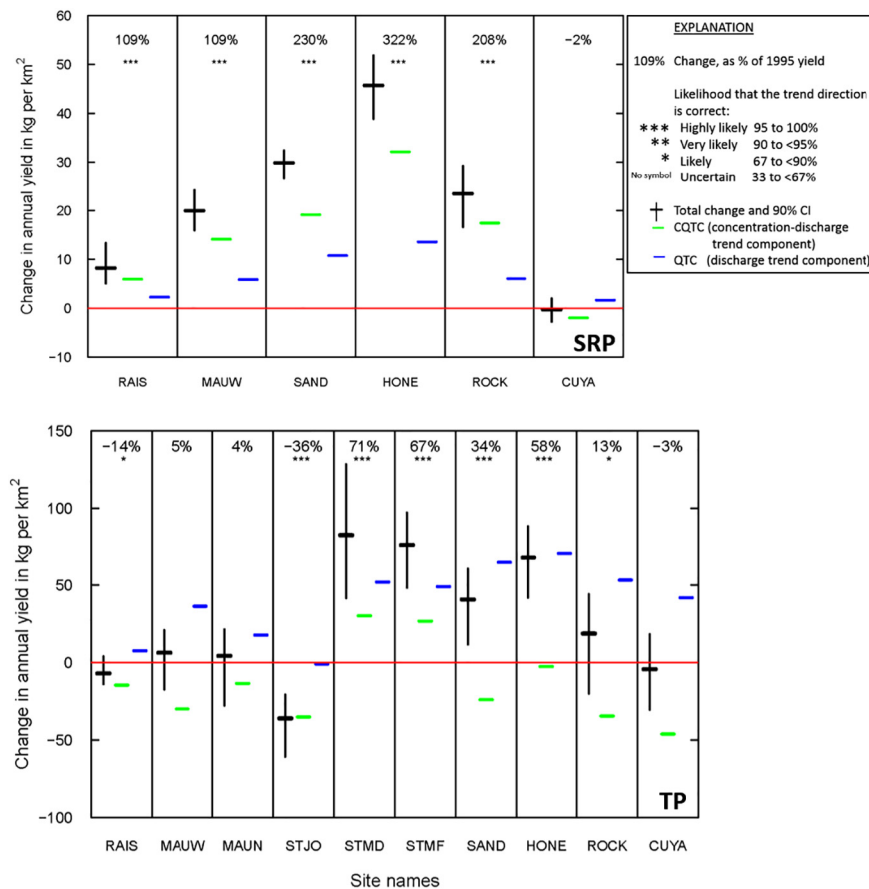 Change in annual yield in kg per km²
60
50
40
30
20
10
0
−10
109% 109% 230% 322% 208% −2%
*** *** *** *** ***
SRP
RAIS MAUW SAND HONE ROCK CUYA
EXPLANATION
109% Change, as % of 1995 yield
Likelihood that the trend direction
is correct:
*** Highly likely 95 to 100%
** Very likely 90 to <95%
* Likely 67 to <90%
No symbol Uncertain 33 to <67%
Total change and 90% CI
CQTC (concentration-discharge
trend component)
QTC (discharge trend component)
Change in annual yield in kg per km²
150
100
50
0
−50
−100
−14% 5% 4% −36% 71% 67% 34% 58% 13% −3%
* *** *** *** *** *** *
TP
RAIS MAUW MAUN STJO STMD STMF SAND HONE ROCK CUYA
Site names